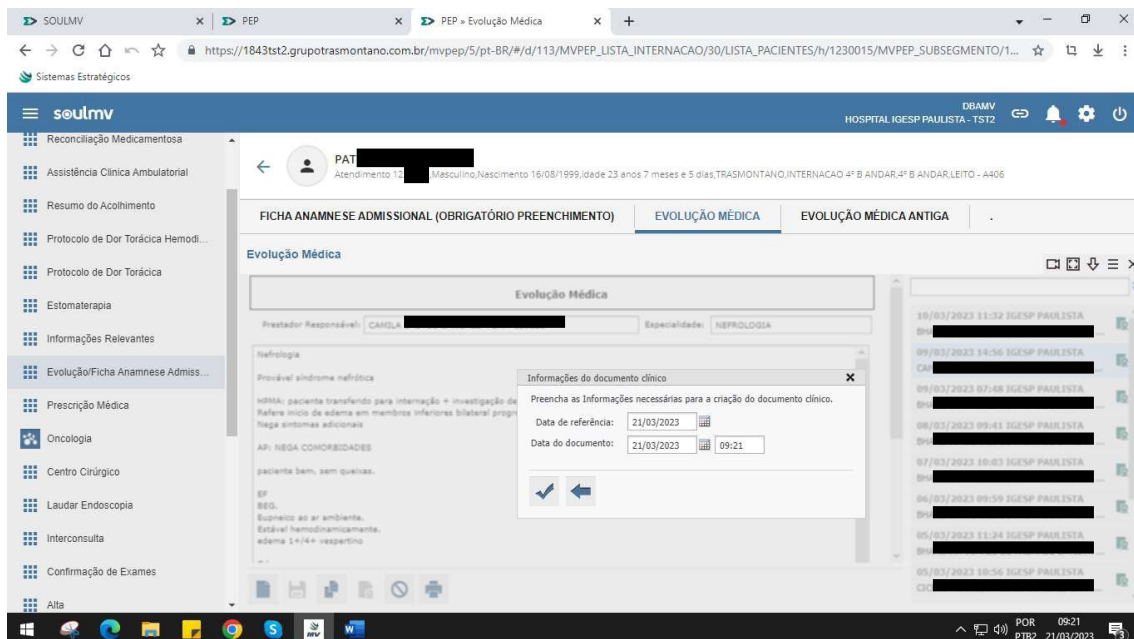 SOULMV
PEP
PEP » Evolução Médica
https://1843tst2.grupotrasmontano.com.br/mvpep/5/pt-BR/#/d/113/MVPEP_LISTA_INTERNACAO/30/LISTA_PACIENTES/h/1230015/MVPEP_SUBSEGMENTO/1...
Sistemas Estratégicos
soulmv
DBAMV
HOSPITAL IGESP PAULISTA - TST2
Reconciliação Medicamentosa
Assistência Clinica Ambulatorial
Resumo do Acolhimento
Protocolo de Dor Torácica Hemodi...
Protocolo de Dor Torácica
Estomaterapia
Informações Relevantes
Evolução/Ficha Anamnese Admiss...
Prescrição Médica
Oncologia
Centro Cirúrgico
Laudar Endoscopia
Interconsulta
Confirmação de Exames
Alta
PAT
Atendimento 12 ,Masculino,Nascimento 16/08/1999,idade 23 anos 7 meses e 5 dias,TRASMONTANO,INTERNACAO 4º B ANDAR,4º B ANDAR,LEITO - A406
FICHA ANAMNESE ADMISSIONAL (OBRIGATÓRIO PREENCHIMENTO)
EVOLUÇÃO MÉDICA
EVOLUÇÃO MÉDICA ANTIGA
.
Evolução Médica
Evolução Médica
Prestador Responsável: CAMILA
Especialidade: NEFROLOGIA
Nefrologia
Provável síndrome nefrótica
HPMA: paciente transferido para internação + investigação de
Refere inicio de edema em membros inferiores bilateral progre
Nega sintomas adicionais
AP: NEGA COMORBIDADES
paciente bem, sem queixas.
EF
BEG.
Eupneico ao ar ambiente.
Estável hemodinamicamente.
edema 1+/4+ vespertino
Informações do documento clínico
Preencha as Informações necessárias para a criação do documento clínico.
Data de referência: 21/03/2023
Data do documento: 21/03/2023 09:21
10/03/2023 11:32 IGESP PAULISTA
09/03/2023 14:56 IGESP PAULISTA
09/03/2023 07:48 IGESP PAULISTA
08/03/2023 09:41 IGESP PAULISTA
07/03/2023 10:03 IGESP PAULISTA
06/03/2023 09:59 IGESP PAULISTA
05/03/2023 11:24 IGESP PAULISTA
05/03/2023 10:56 IGESP PAULISTA
MV
POR
PTB2
09:21
21/03/2023